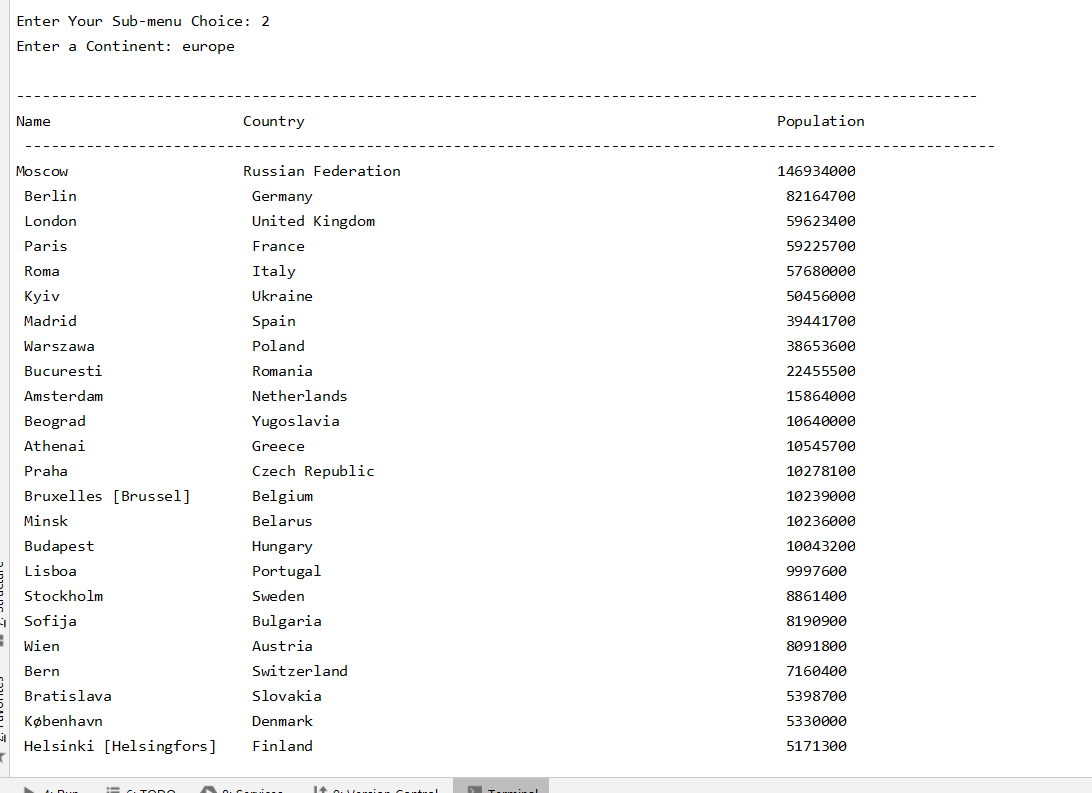 Enter Your Sub-menu Choice: 2
Enter a Continent: europe
---------------------------------------------------------------------------------------------------------------
Name Country Population
---------------------------------------------------------------------------------------------------------------
Moscow Russian Federation 146934000
Berlin Germany 82164700
London United Kingdom 59623400
Paris France 59225700
Roma Italy 57680000
Kyiv Ukraine 50456000
Madrid Spain 39441700
Warszawa Poland 38653600
Bucuresti Romania 22455500
Amsterdam Netherlands 15864000
Beograd Yugoslavia 10640000
Athenai Greece 10545700
Praha Czech Republic 10278100
Bruxelles [Brussel] Belgium 10239000
Minsk Belarus 10236000
Budapest Hungary 10043200
Lisboa Portugal 9997600
Stockholm Sweden 8861400
Sofija Bulgaria 8190900
Wien Austria 8091800
Bern Switzerland 7160400
Bratislava Slovakia 5398700
København Denmark 5330000
Helsinki [Helsingfors] Finland 5171300
4: Run 6: TODO 8: Services 9: Version Control Terminal